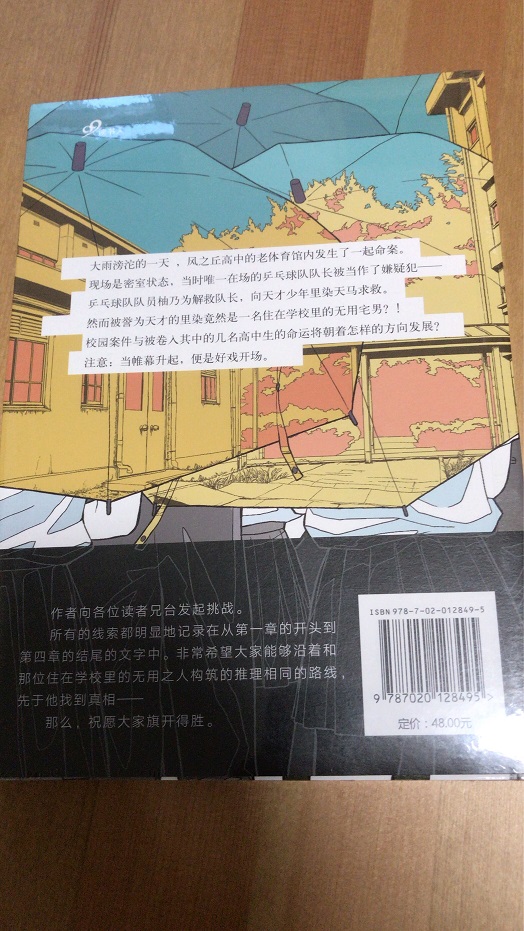 99读书人
大雨滂沱的一天，风之丘高中的老体育馆内发生了一起命案。
现场是密室状态，当时唯一在场的乒乓球队队长被当作了嫌疑犯——
乒乓球队队员柚乃为解救队长，向天才少年里染天马求救。
然而被誉为天才的里染竟然是一名住在学校里的无用宅男？！
校园案件与被卷入其中的几名高中生的命运将朝着怎样的方向发展？
注意：当帷幕升起，便是好戏开场。
作者向各位读者兄台发起挑战。
所有的线索都明显地记录在从第一章的开头到
第四章的结尾的文字中。非常希望大家能够沿着和
那位住在学校里的无用之人构筑的推理相同的路线，
先于他找到真相——
那么，祝愿大家旗开得胜。
ISBN 978-7-02-012849-5
9 787020 128495 >
定价：48.00元